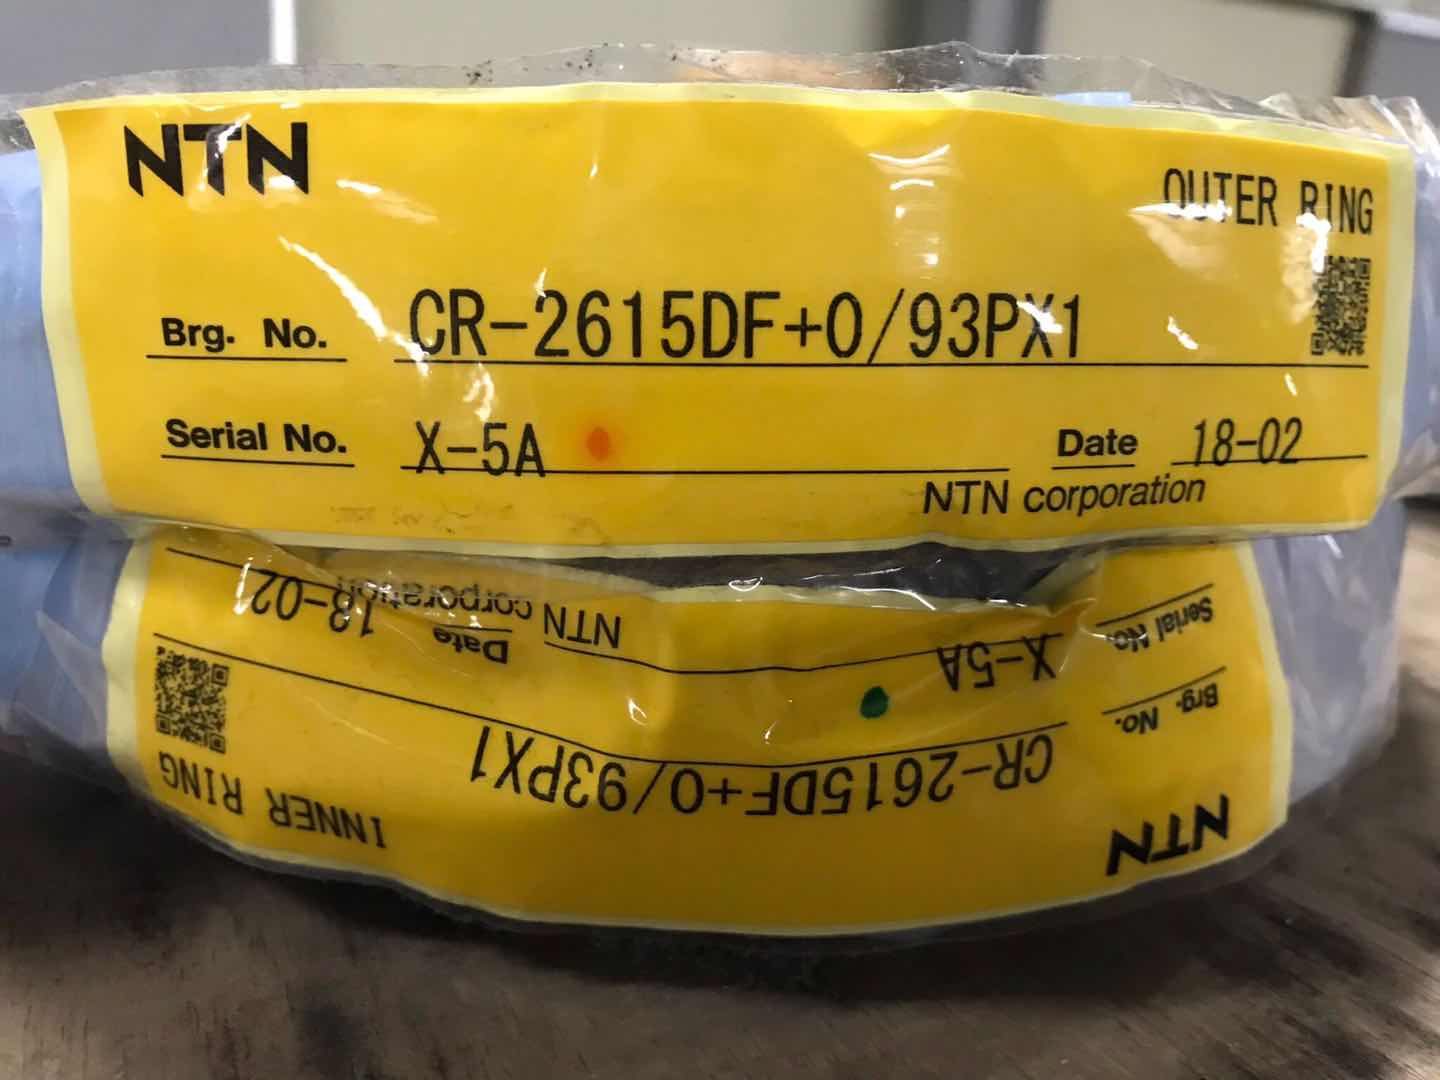 NTN
OUTER RING
Brg. No. CR-2615DF+0/93PX1
Serial No. X-5A Date 18-02
NTN corporation
NTN
INNER RING
Brg. No. CR-2615DF+0/93PX1
Serial No. X-5A Date 18-02
NTN corporation